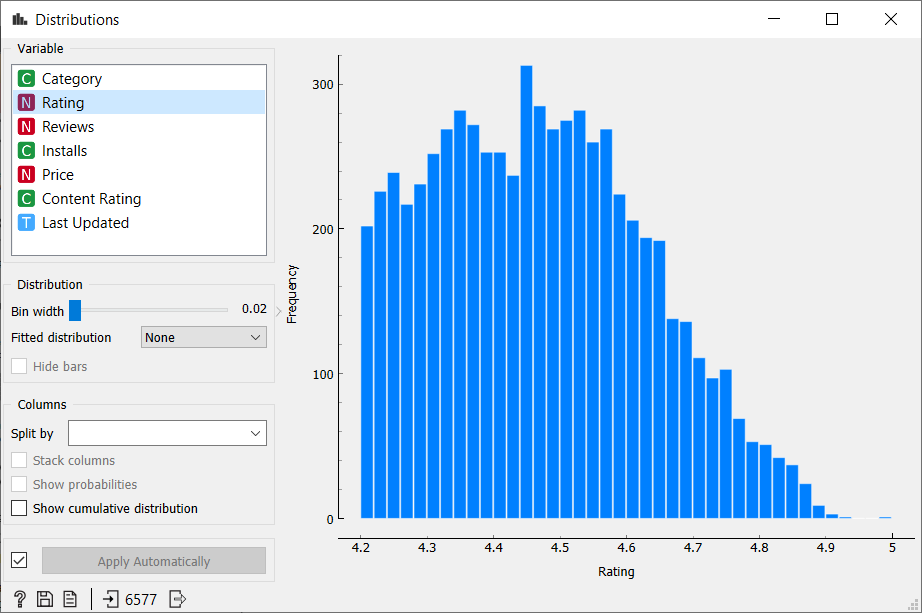 Distributions
Variable
C Category
N Rating
N Reviews
C Installs
N Price
C Content Rating
T Last Updated
Distribution
Bin width 0.02
Fitted distribution None
Hide bars
Columns
Split by
Stack columns
Show probabilities
Show cumulative distribution
Apply Automatically
? 6577
Frequency
300
200
100
0
4.2 4.3 4.4 4.5 4.6 4.7 4.8 4.9 5
Rating